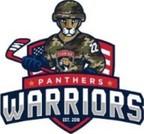 22
PANTHERS
WARRIORS
EST. 2018